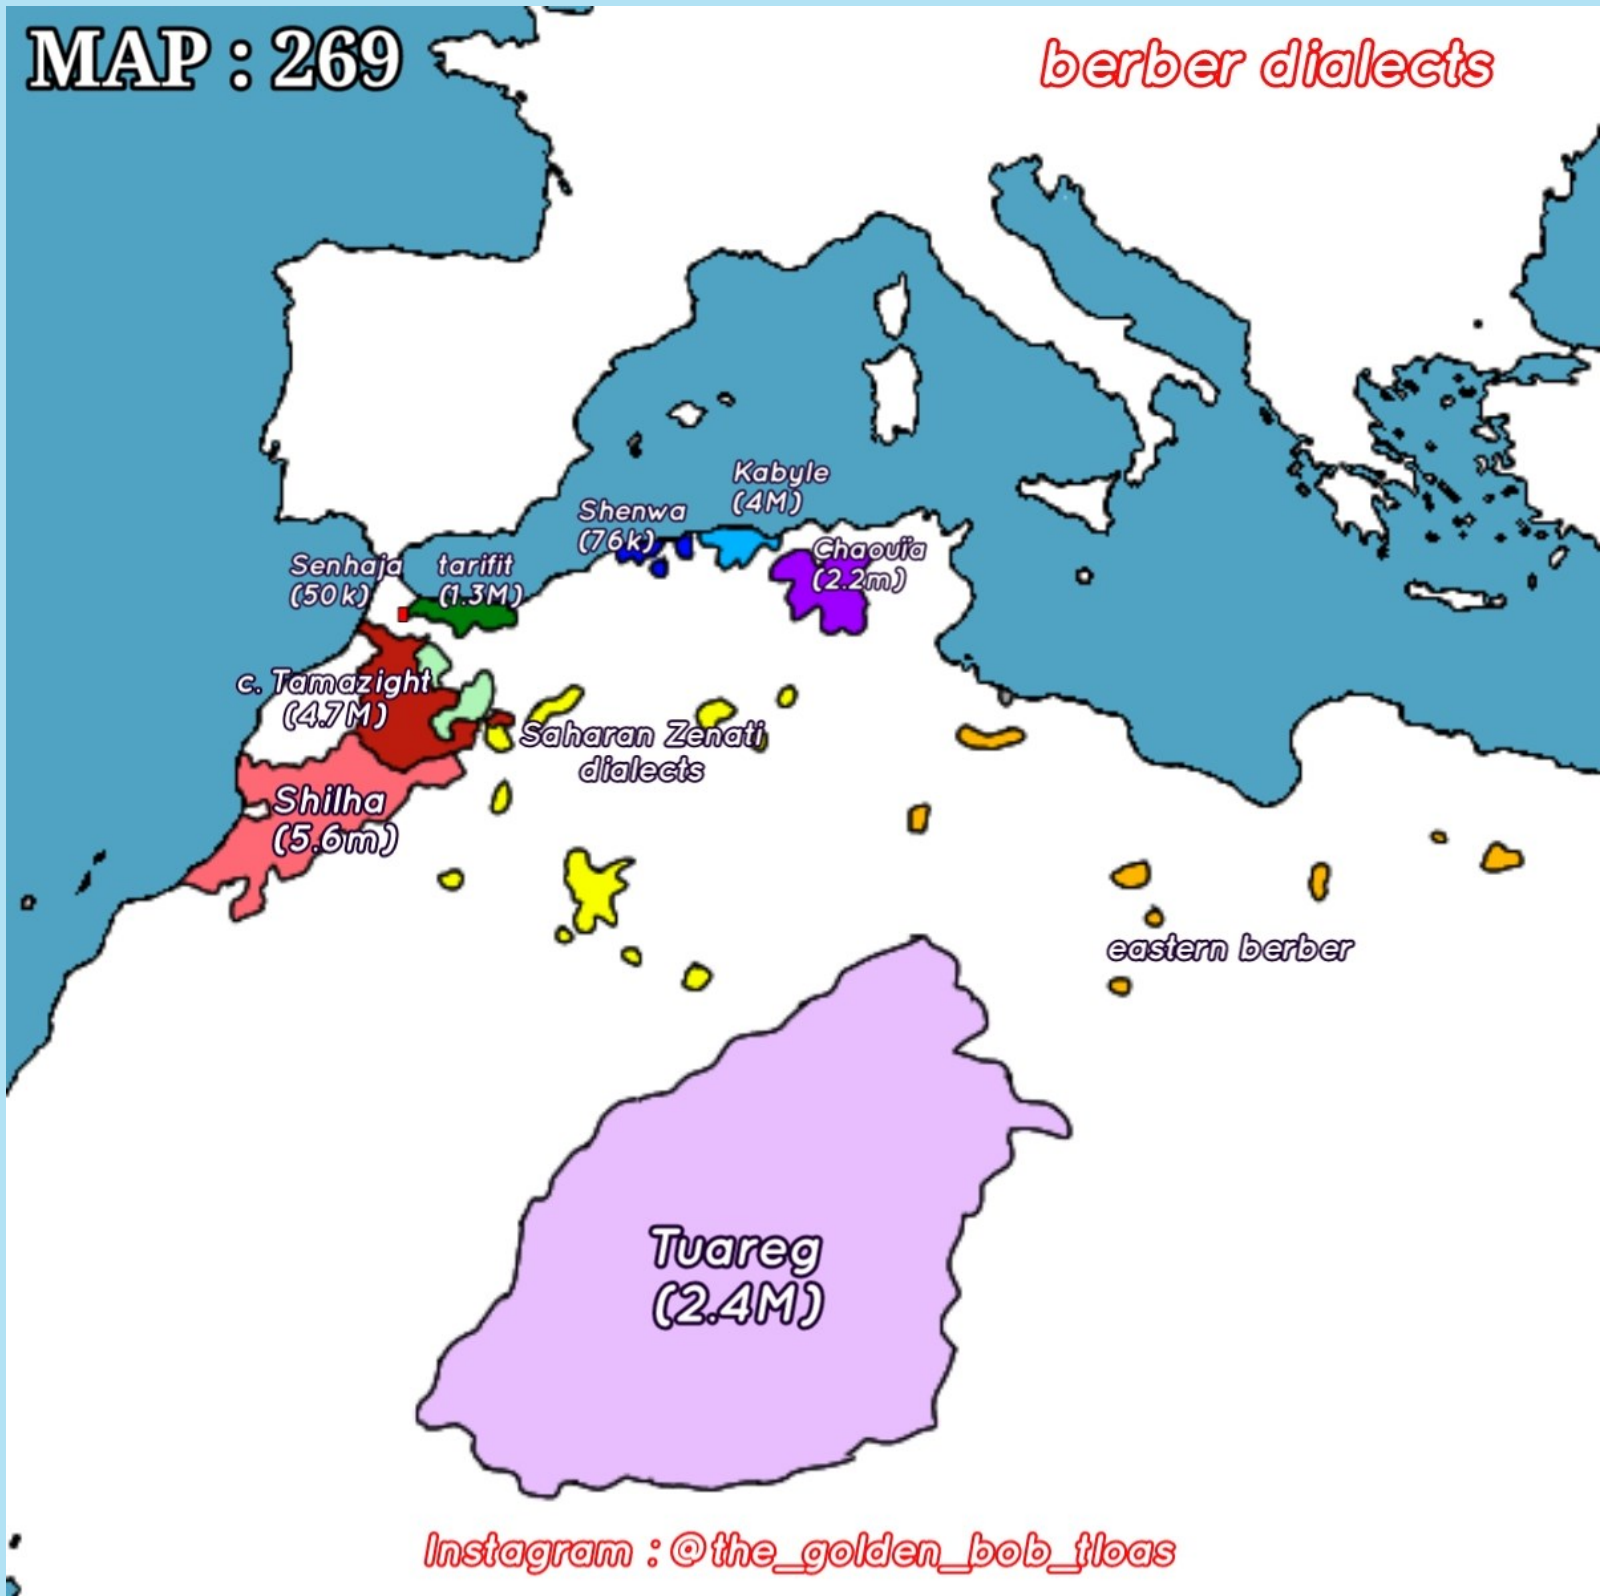 MAP : 269
berber dialects
Kabyle
(4M)
Shenwa
(76k)
Chaouïa
(2.2m)
Senhaja
(50k)
tarifit
(1.3M)
c. Tamazight
(4.7M)
Saharan Zenati
dialects
Shilha
(5.6m)
eastern berber
Tuareg
(2.4M)
Instagram : @the_golden_bob_tloas